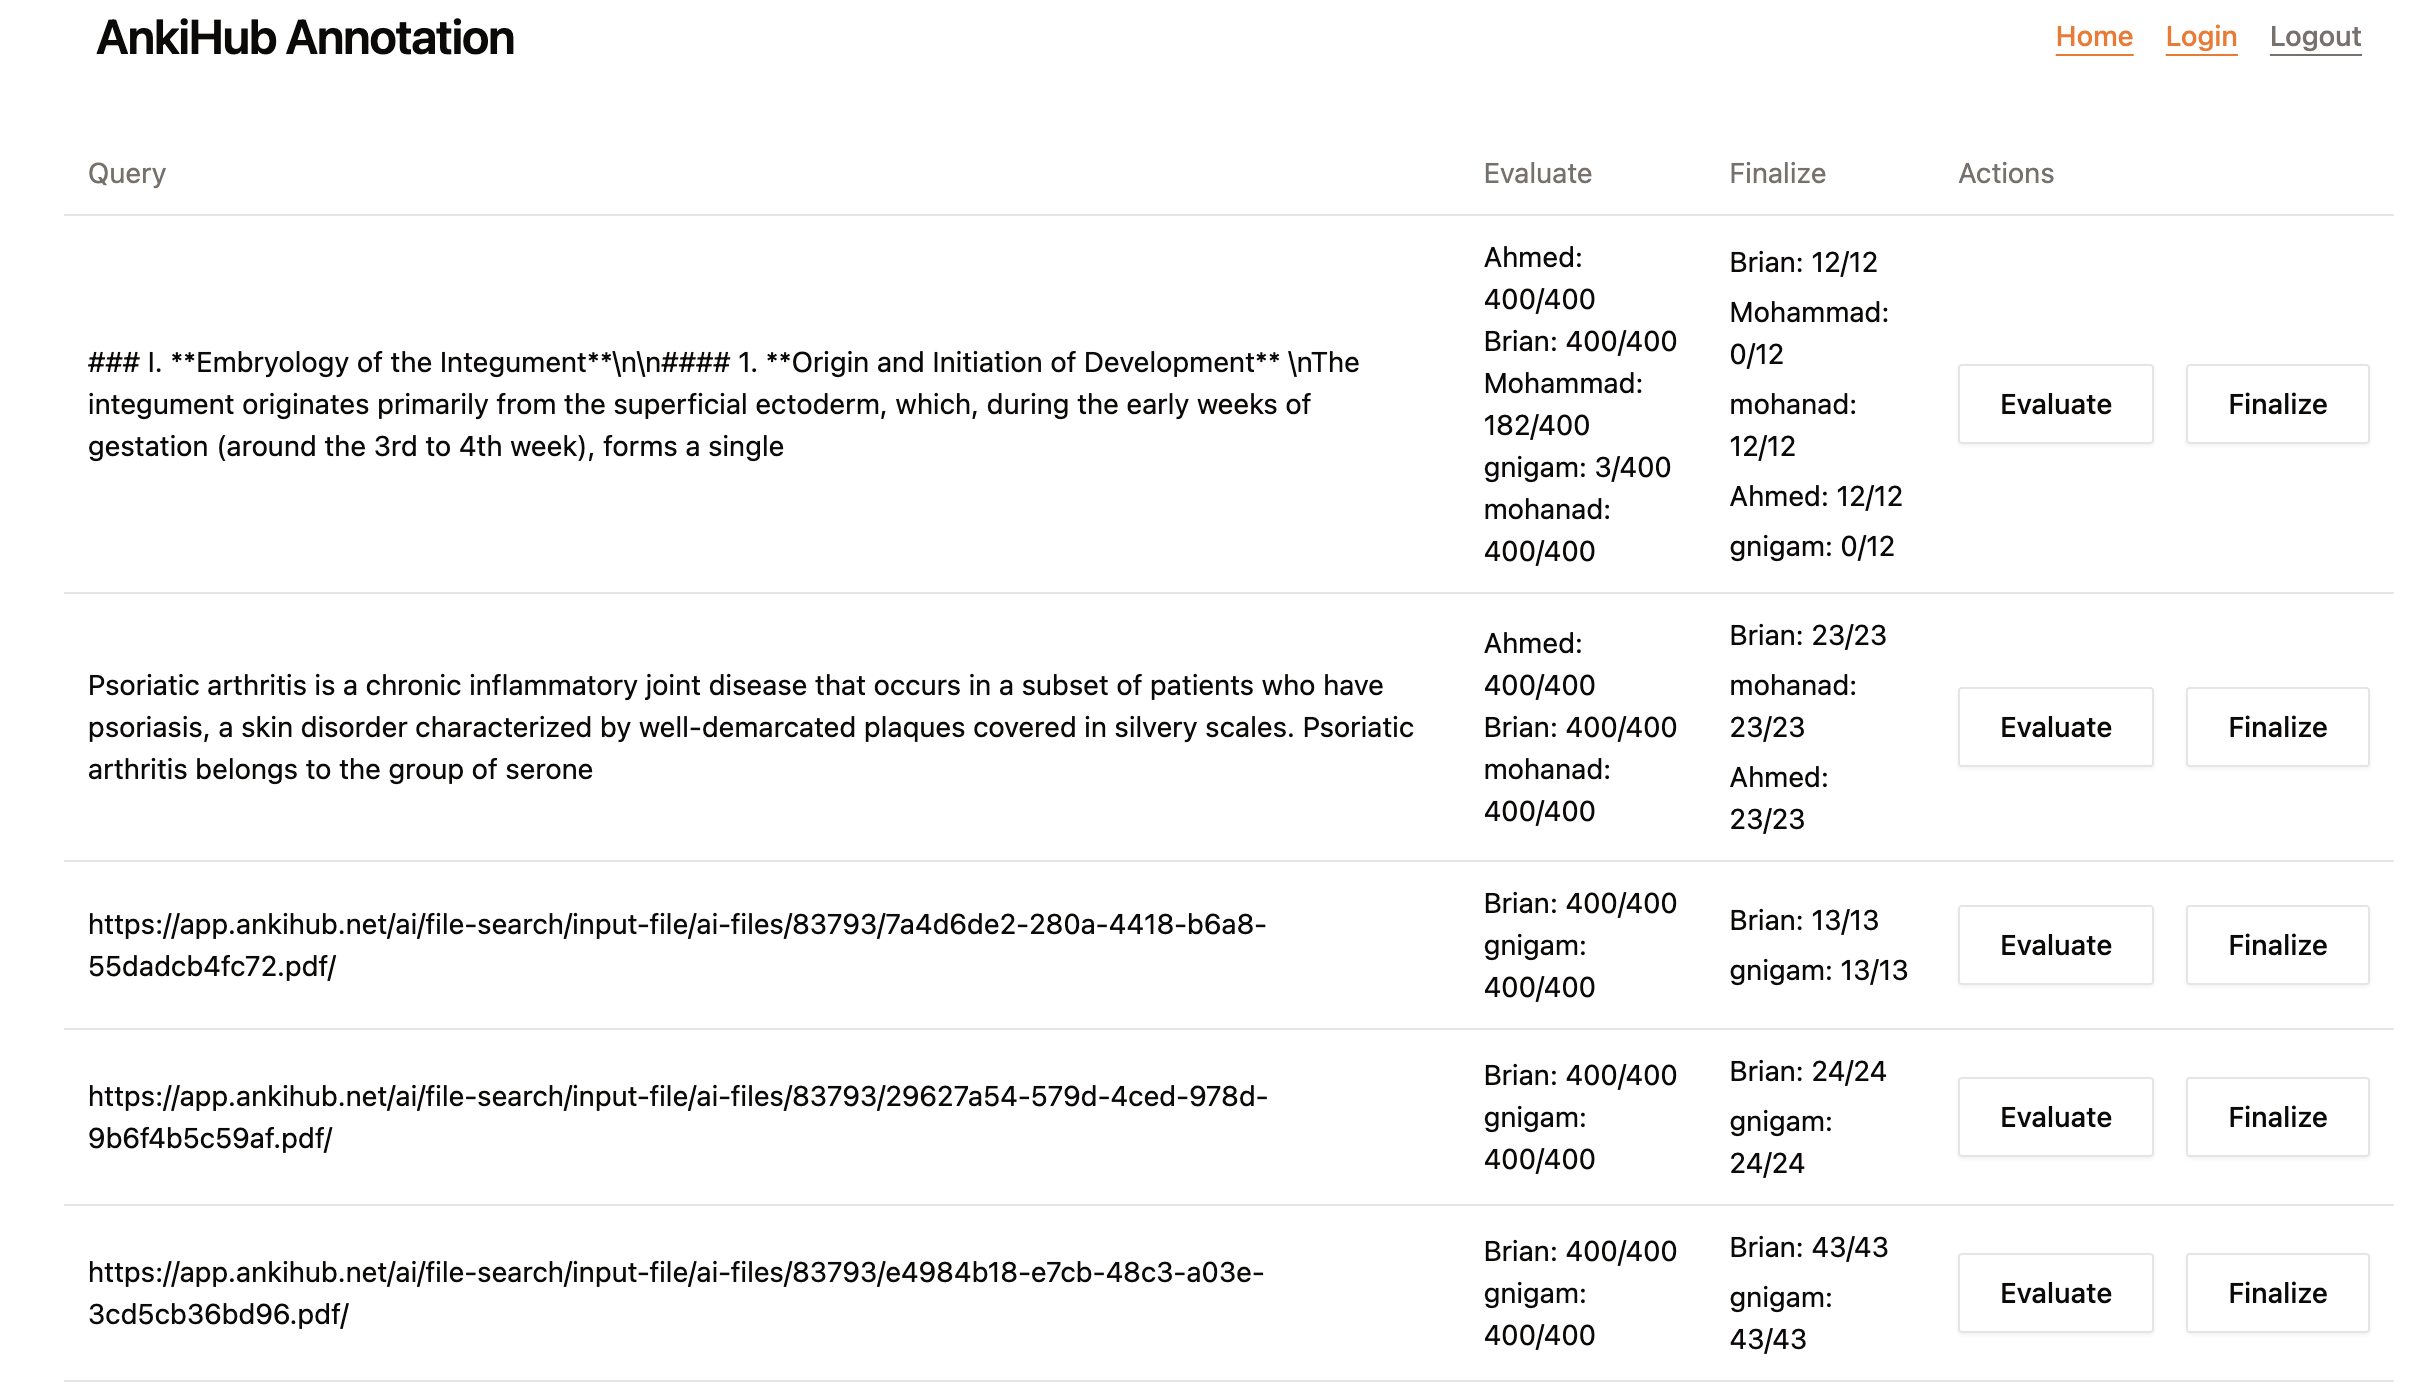 AnkiHub Annotation
Home Login Logout
Query Evaluate Finalize Actions
### I. **Embryology of the Integument**\n\n#### 1. **Origin and Initiation of Development** \nThe
integument originates primarily from the superficial ectoderm, which, during the early weeks of
gestation (around the 3rd to 4th week), forms a single
Ahmed:
400/400
Brian: 400/400
Mohammad:
182/400
gnigam: 3/400
mohanad:
400/400
Brian: 12/12
Mohammad:
0/12
mohanad:
12/12
Ahmed: 12/12
gnigam: 0/12
Evaluate
Finalize
Psoriatic arthritis is a chronic inflammatory joint disease that occurs in a subset of patients who have
psoriasis, a skin disorder characterized by well-demarcated plaques covered in silvery scales. Psoriatic
arthritis belongs to the group of serone
Ahmed:
400/400
Brian: 400/400
mohanad:
400/400
Brian: 23/23
mohanad:
23/23
Ahmed:
23/23
Evaluate
Finalize
https://app.ankihub.net/ai/file-search/input-file/ai-files/83793/7a4d6de2-280a-4418-b6a8-
55dadcb4fc72.pdf/
Brian: 400/400
gnigam:
400/400
Brian: 13/13
gnigam: 13/13
Evaluate
Finalize
https://app.ankihub.net/ai/file-search/input-file/ai-files/83793/29627a54-579d-4ced-978d-
9b6f4b5c59af.pdf/
Brian: 400/400
gnigam:
400/400
Brian: 24/24
gnigam:
24/24
Evaluate
Finalize
https://app.ankihub.net/ai/file-search/input-file/ai-files/83793/e4984b18-e7cb-48c3-a03e-
3cd5cb36bd96.pdf/
Brian: 400/400
gnigam:
400/400
Brian: 43/43
gnigam:
43/43
Evaluate
Finalize